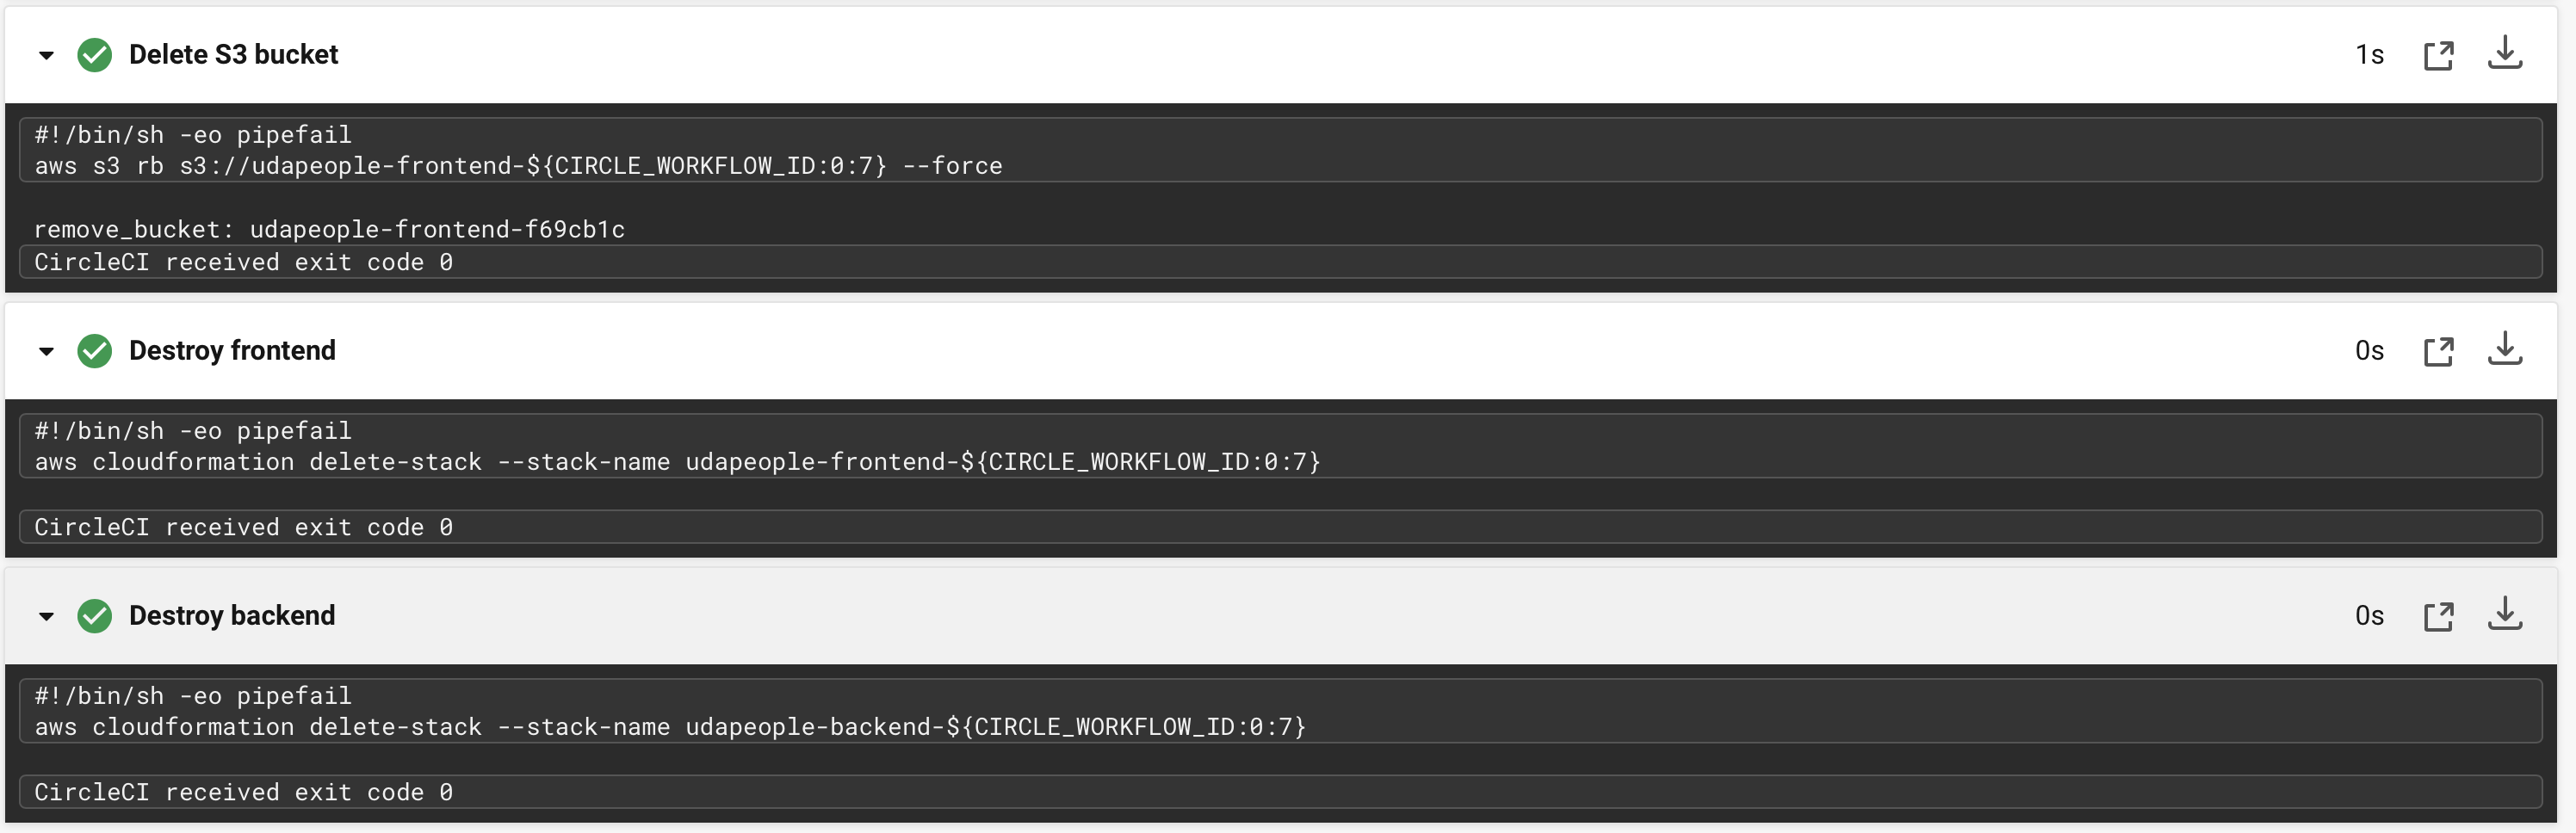 Delete S3 bucket 1s
#!/bin/sh -eo pipefail
aws s3 rb s3://udapeople-frontend-${CIRCLE_WORKFLOW_ID:0:7} --force
remove_bucket: udapeople-frontend-f69cb1c
CircleCI received exit code 0
Destroy frontend 0s
#!/bin/sh -eo pipefail
aws cloudformation delete-stack --stack-name udapeople-frontend-${CIRCLE_WORKFLOW_ID:0:7}
CircleCI received exit code 0
Destroy backend 0s
#!/bin/sh -eo pipefail
aws cloudformation delete-stack --stack-name udapeople-backend-${CIRCLE_WORKFLOW_ID:0:7}
CircleCI received exit code 0